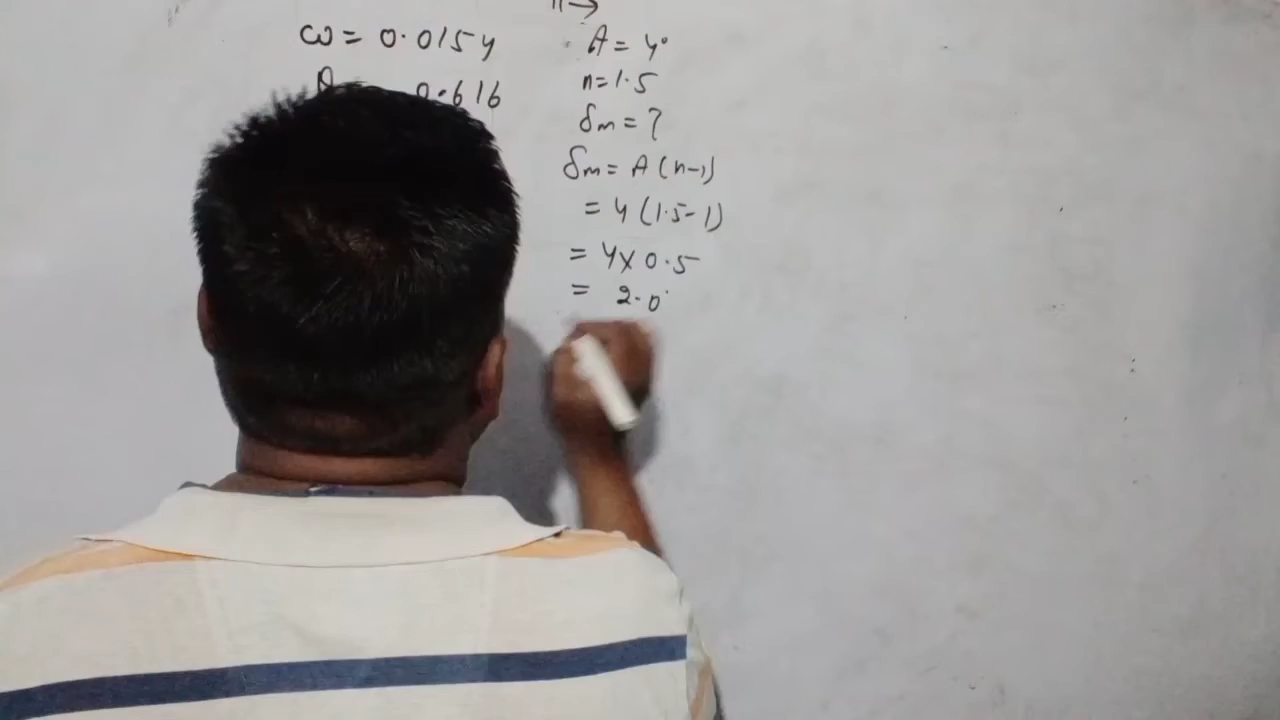 ω = 0.0154
0.616
11→
A = 4°
n=1.5
δm = ?
δm = A (n-1)
= 4 (1.5-1)
= 4 x 0.5
= 2.0°